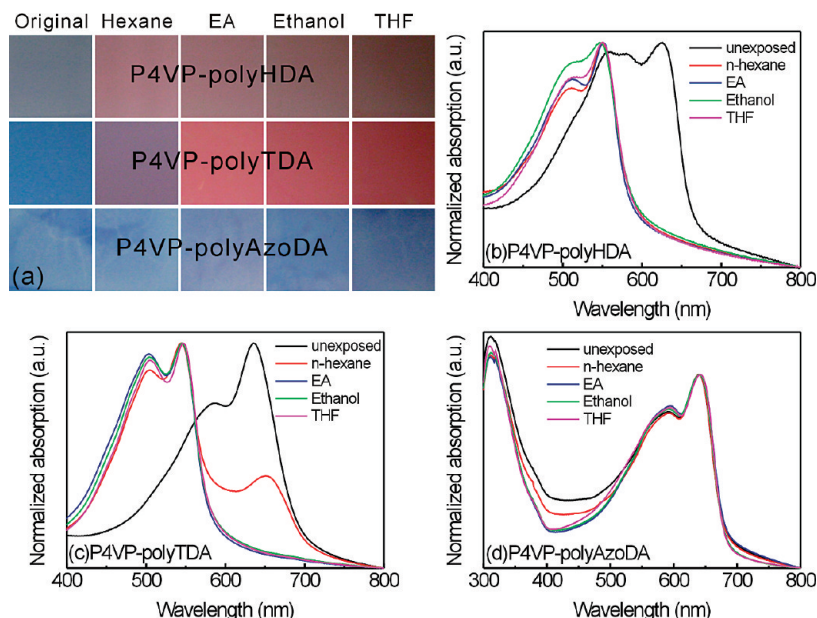 Original Hexane EA Ethanol THF
P4VP-polyHDA
P4VP-polyTDA
P4VP-polyAzoDA
(a)
Normalized absorption (a.u.)
unexposed
n-hexane
EA
Ethanol
THF
(b)P4VP-polyHDA
400 500 600 700 800
Wavelength (nm)
Normalized absorption (a.u.)
unexposed
n-hexane
EA
Ethanol
THF
(c)P4VP-polyTDA
400 500 600 700 800
Wavelength (nm)
Normalized absorption (a.u.)
unexposed
n-hexane
EA
Ethanol
THF
(d)P4VP-polyAzoDA
300 400 500 600 700 800
Wavelength (nm)